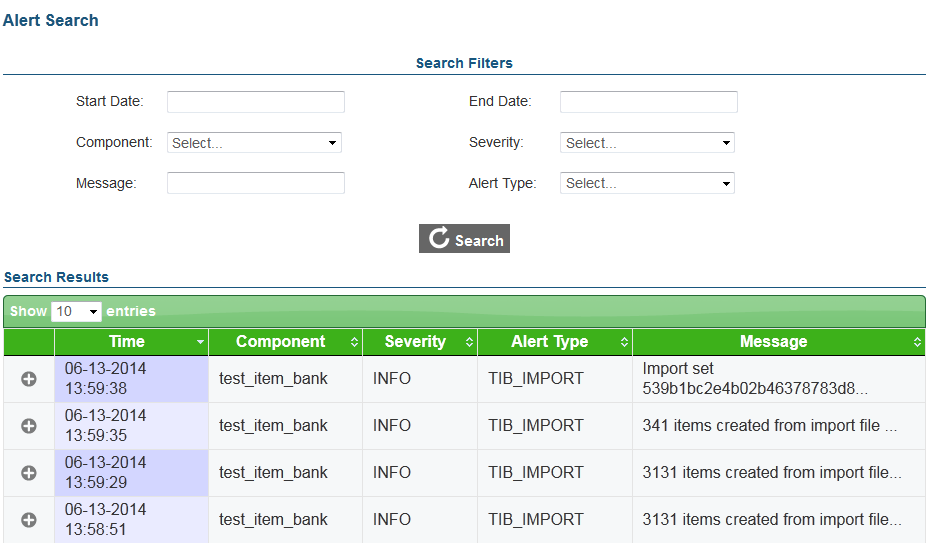 Alert Search
Search Filters
Start Date: End Date:
Component: Select... Severity: Select...
Message: Alert Type: Select...
Search
Search Results
Show 10 entries
Time Component Severity Alert Type Message
06-13-2014 13:59:38 test_item_bank INFO TIB_IMPORT Import set 539b1bc2e4b02b46378783d8...
06-13-2014 13:59:35 test_item_bank INFO TIB_IMPORT 341 items created from import file ...
06-13-2014 13:59:29 test_item_bank INFO TIB_IMPORT 3131 items created from import file...
06-13-2014 13:58:51 test_item_bank INFO TIB_IMPORT 3131 items created from import file...